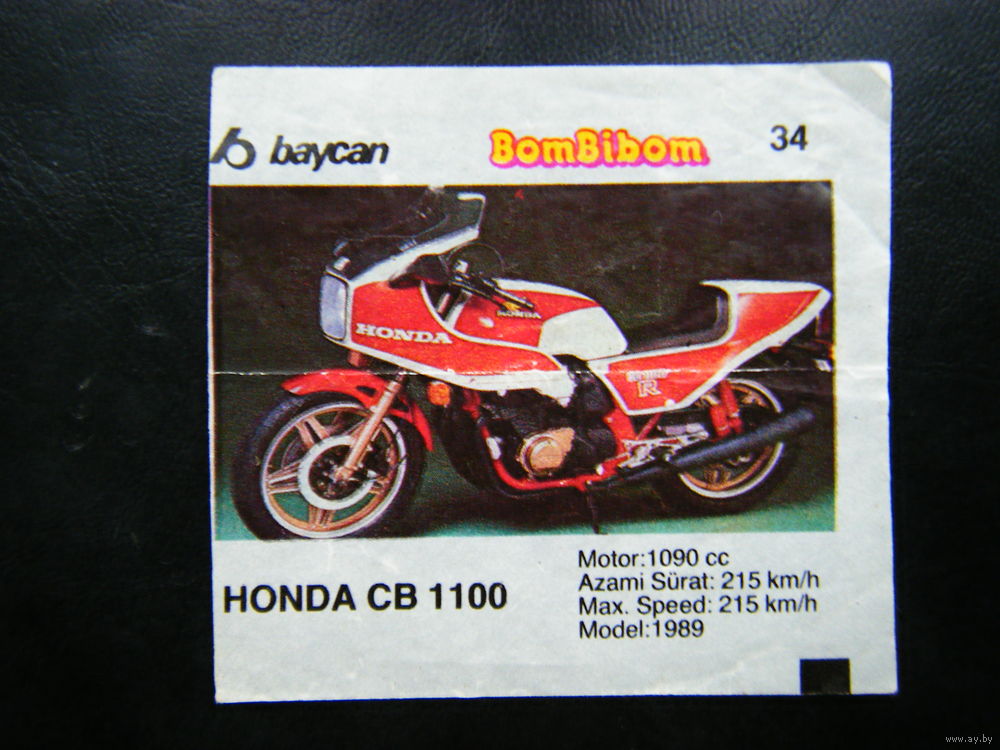 baycan BomBibom 34
HONDA
HONDA
R
HONDA CB 1100
Motor:1090 cc
Azami Sürat: 215 km/h
Max. Speed: 215 km/h
Model:1989
www.ay.by